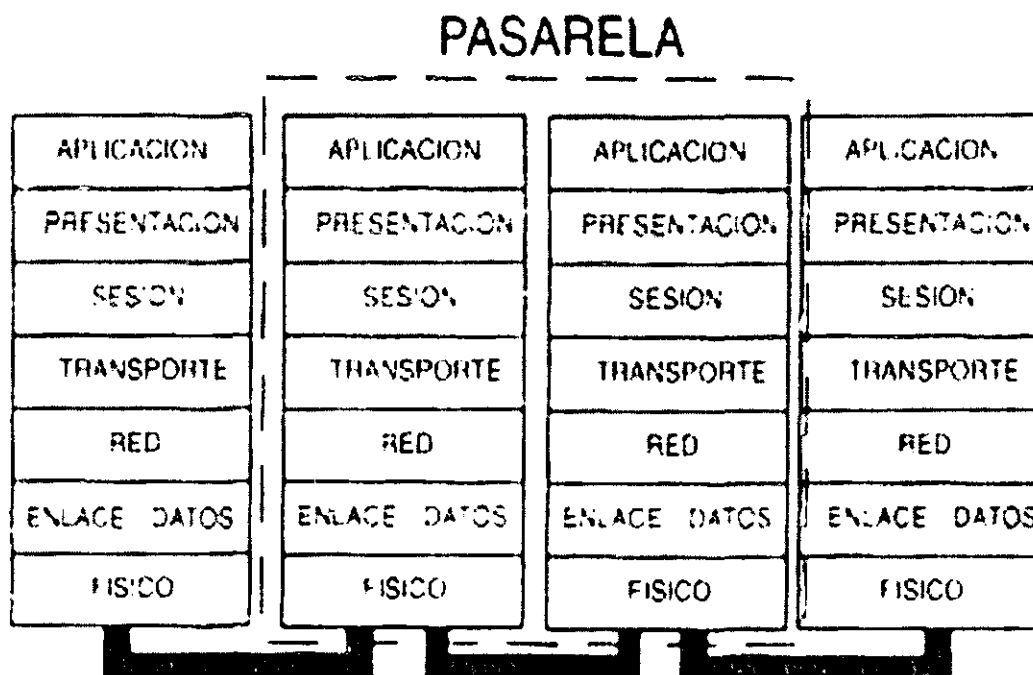 PASARELA
APLICACION APLICACION APLICACION APLICACION
PRESENTACION PRESENTACION PRESENTACION PRESENTACION
SESION SESION SESION SESION
TRANSPORTE TRANSPORTE TRANSPORTE TRANSPORTE
RED RED RED RED
ENLACE DATOS ENLACE DATOS ENLACE DATOS ENLACE DATOS
FISICO FISICO FISICO FISICO